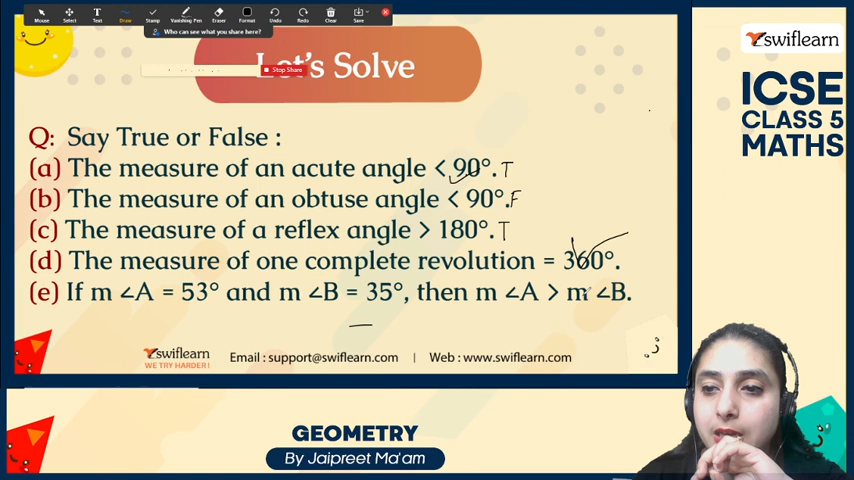 Mouse Select Text Draw Stamp Vanishing Pen Eraser Format Undo Redo Clear Save
Who can see what you share here?
Stop Share
Let's Solve
swiflearn
ICSE
CLASS 5
MATHS
Q: Say True or False :
(a) The measure of an acute angle < 90°. T
(b) The measure of an obtuse angle < 90°. F
(c) The measure of a reflex angle > 180°. T
(d) The measure of one complete revolution = 360°.
(e) If m ∠A = 53° and m ∠B = 35°, then m ∠A > m ∠B.
swiflearn
WE TRY HARDER!
Email : support@swiflearn.com | Web : www.swiflearn.com
GEOMETRY
By Jaipreet Ma'am